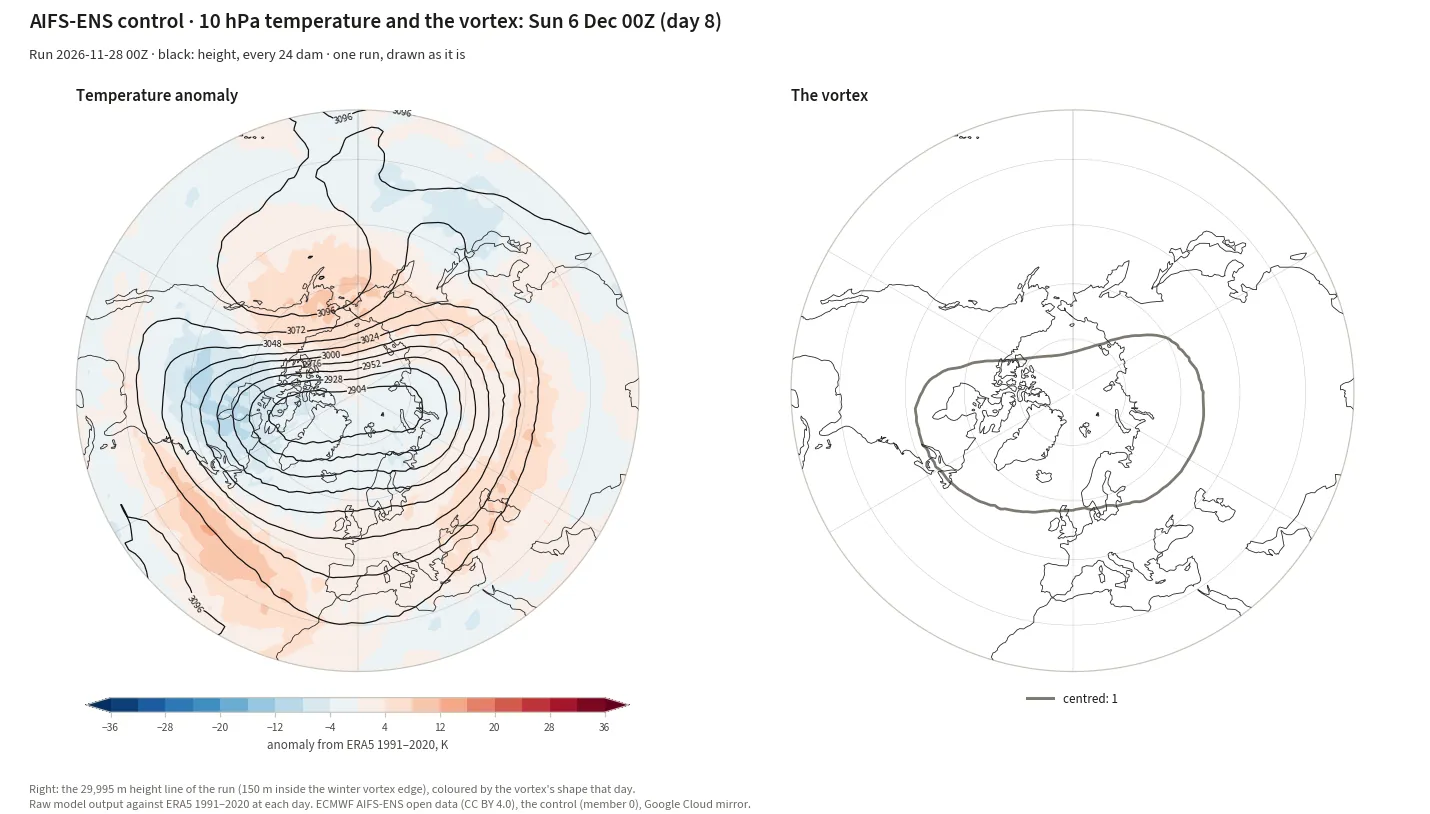 AIFS-ENS control · 10 hPa temperature and the vortex: Sun 6 Dec 00Z (day 8)
Run 2026-11-28 00Z · black: height, every 24 dam · one run, drawn as it is
Temperature anomaly
The vortex
3096
3096
3096
3072
3024
3048
3000
2976
2952
2928
2904
3096
centred: 1
−36 −28 −20 −12 −4 4 12 20 28 36
anomaly from ERA5 1991–2020, K
Right: the 29,995 m height line of the run (150 m inside the winter vortex edge), coloured by the vortex's shape that day.
Raw model output against ERA5 1991–2020 at each day. ECMWF AIFS-ENS open data (CC BY 4.0), the control (member 0), Google Cloud mirror.